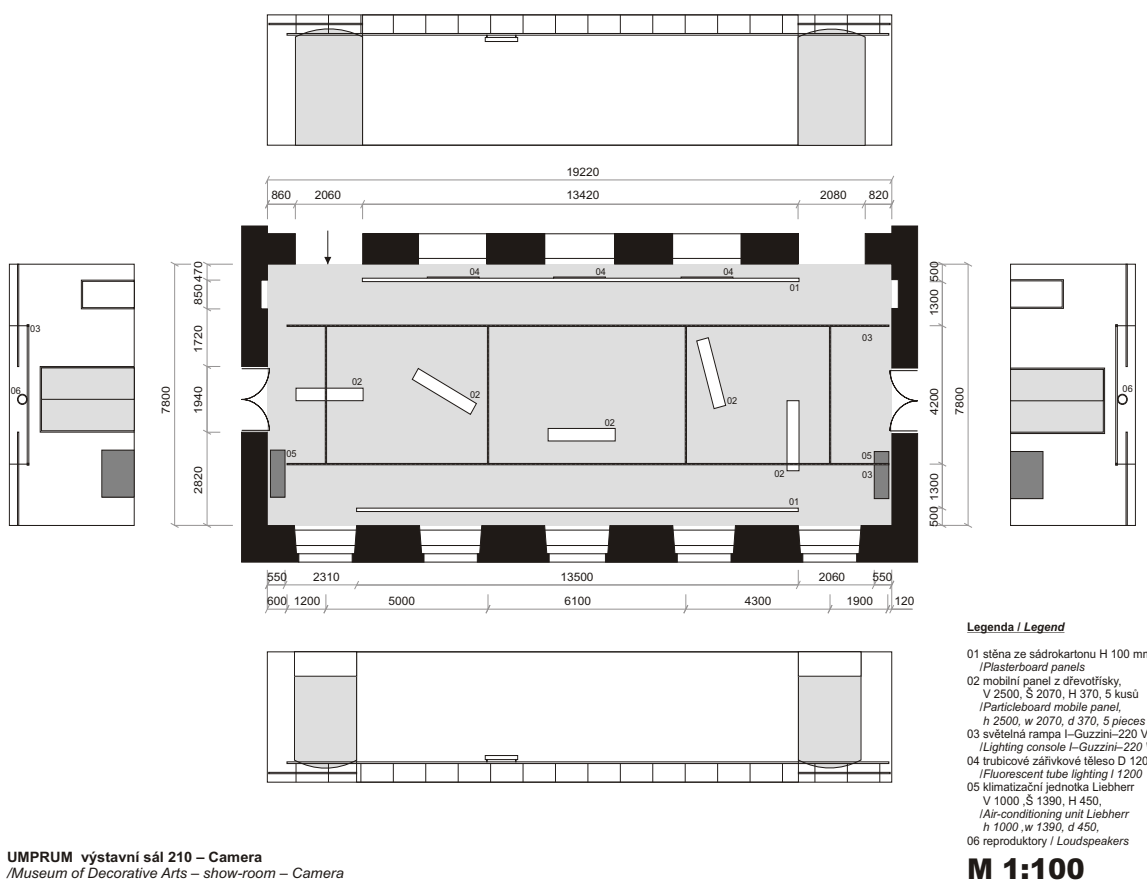 19220
860 2060 13420 2080 820
470
850
1720
1940
2820
7800
03
06
04 04 04
01
03
02
02
02
02
02
05
05
03
01
500
1300
4200
1300
500
7800
06
550 2310 13500 2060 550
600 1200 5000 6100 4300 1900 120
Legenda / Legend
01 stěna ze sádrokartonu H 100 mm
/Plasterboard panels
02 mobilní panel z dřevotřísky,
V 2500, Š 2070, H 370, 5 kusů
/Particleboard mobile panel,
h 2500, w 2070, d 370, 5 pieces
03 světelná rampa I–Guzzini–220 V
/Lighting console I–Guzzini–220
04 trubicové zářivkové těleso D 120
/Fluorescent tube lighting l 1200
05 klimatizační jednotka Liebherr
V 1000 ,Š 1390, H 450,
/Air-conditioning unit Liebherr
h 1000 ,w 1390, d 450,
06 reproduktory / Loudspeakers
M 1:100
UMPRUM výstavní sál 210 – Camera
/Museum of Decorative Arts – show-room – Camera